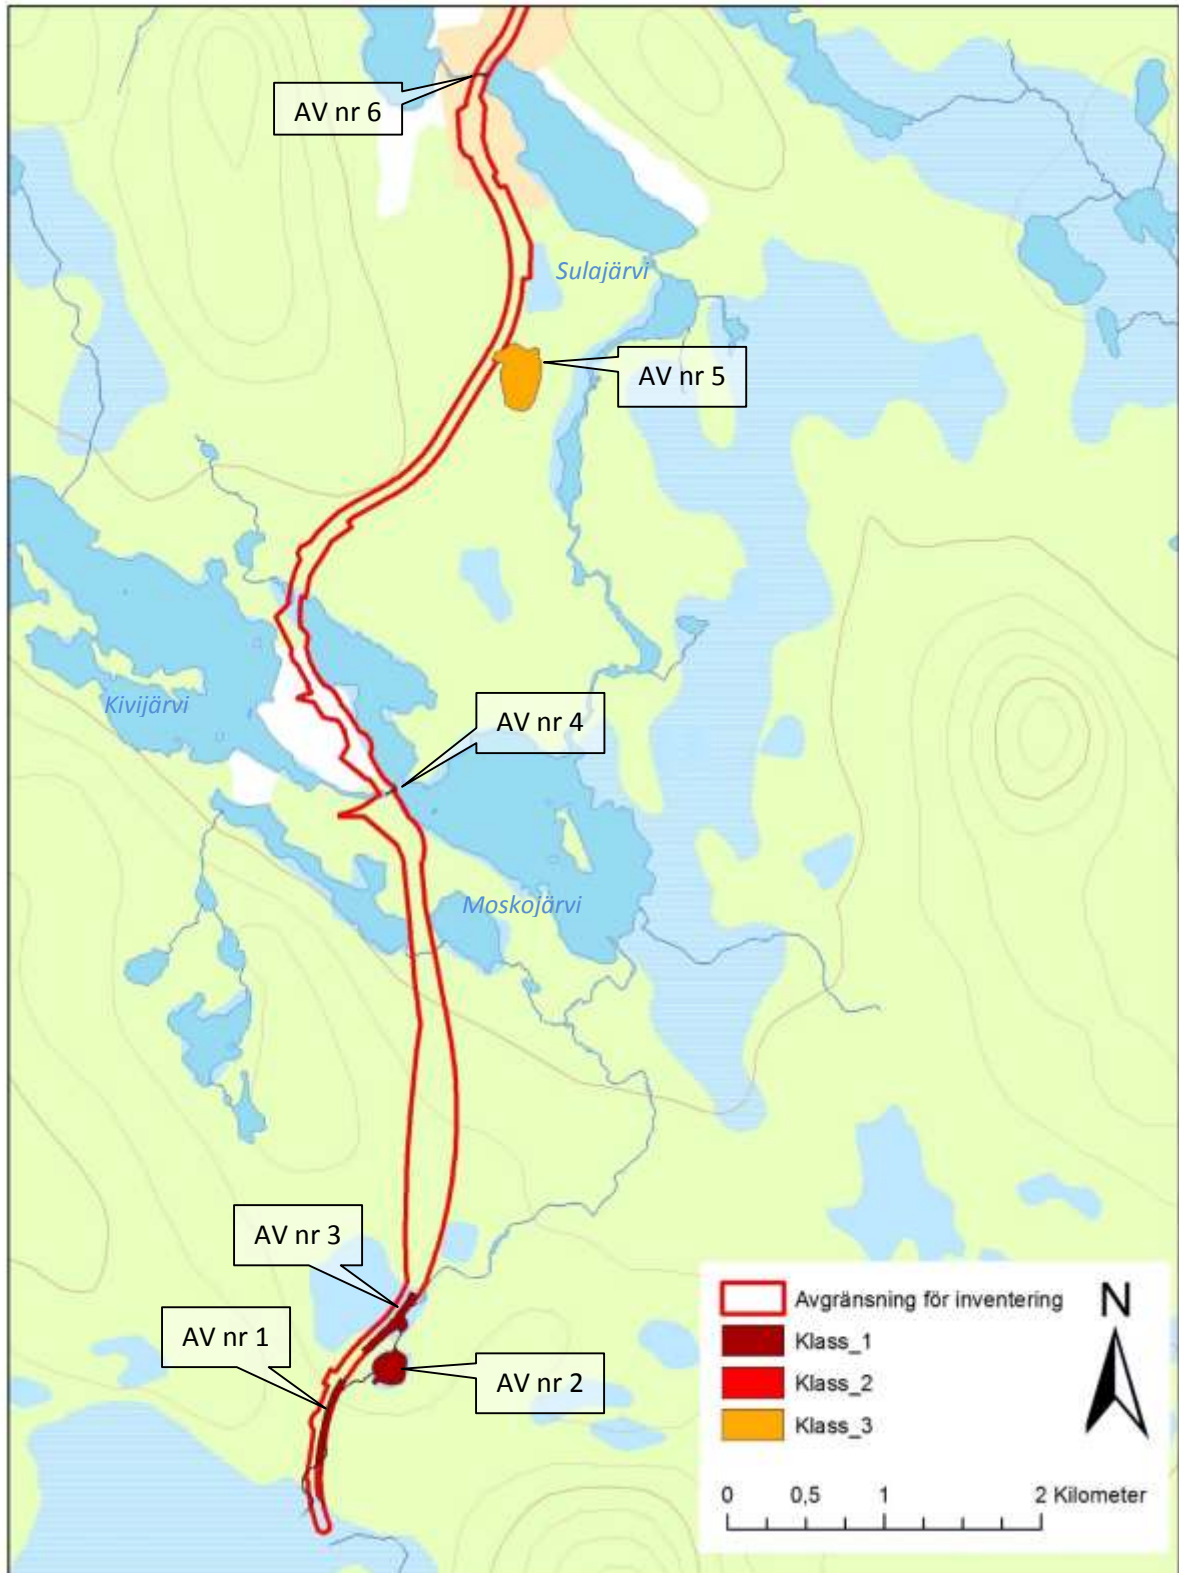 AV nr 6
Sulajärvi
AV nr 5
Kivijärvi
AV nr 4
Moskojärvi
AV nr 3
AV nr 1
AV nr 2
Avgränsning för inventering
Klass_1
Klass_2
Klass_3
N
0 0,5 1 2 Kilometer